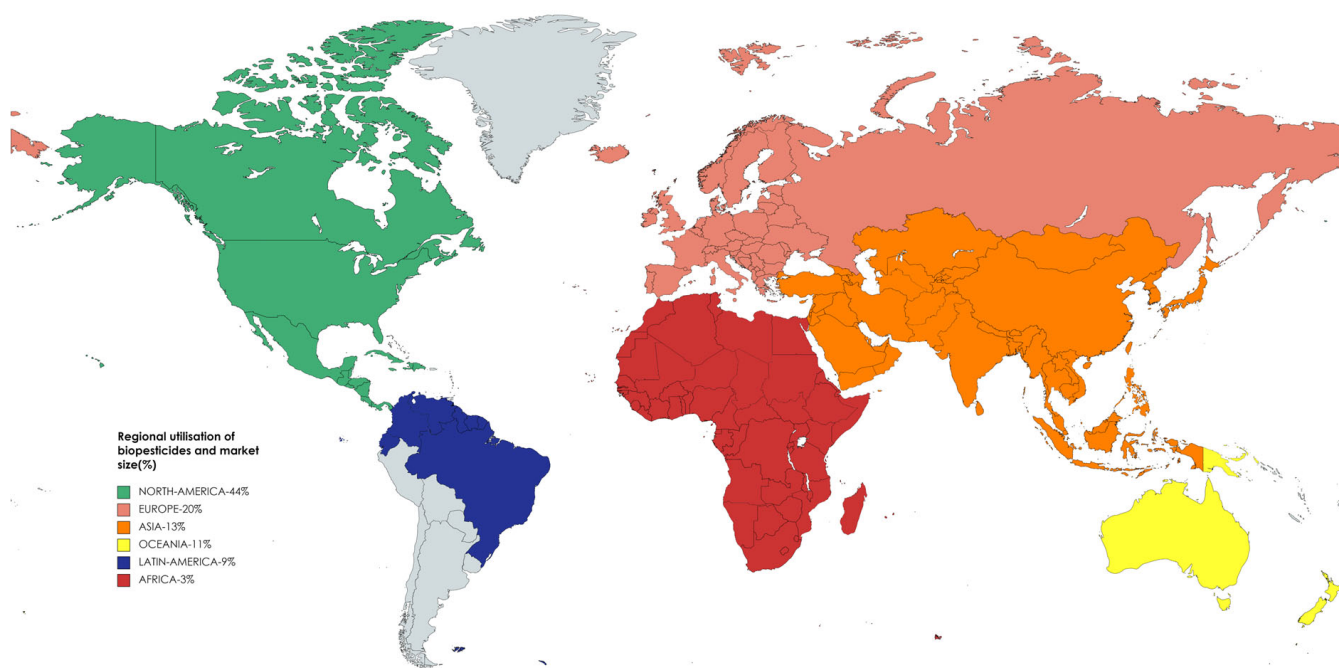 Regional utilisation of
biopesticides and market
size(%)
NORTH-AMERICA-44%
EUROPE-20%
ASIA-13%
OCEANIA-11%
LATIN-AMERICA-9%
AFRICA-3%